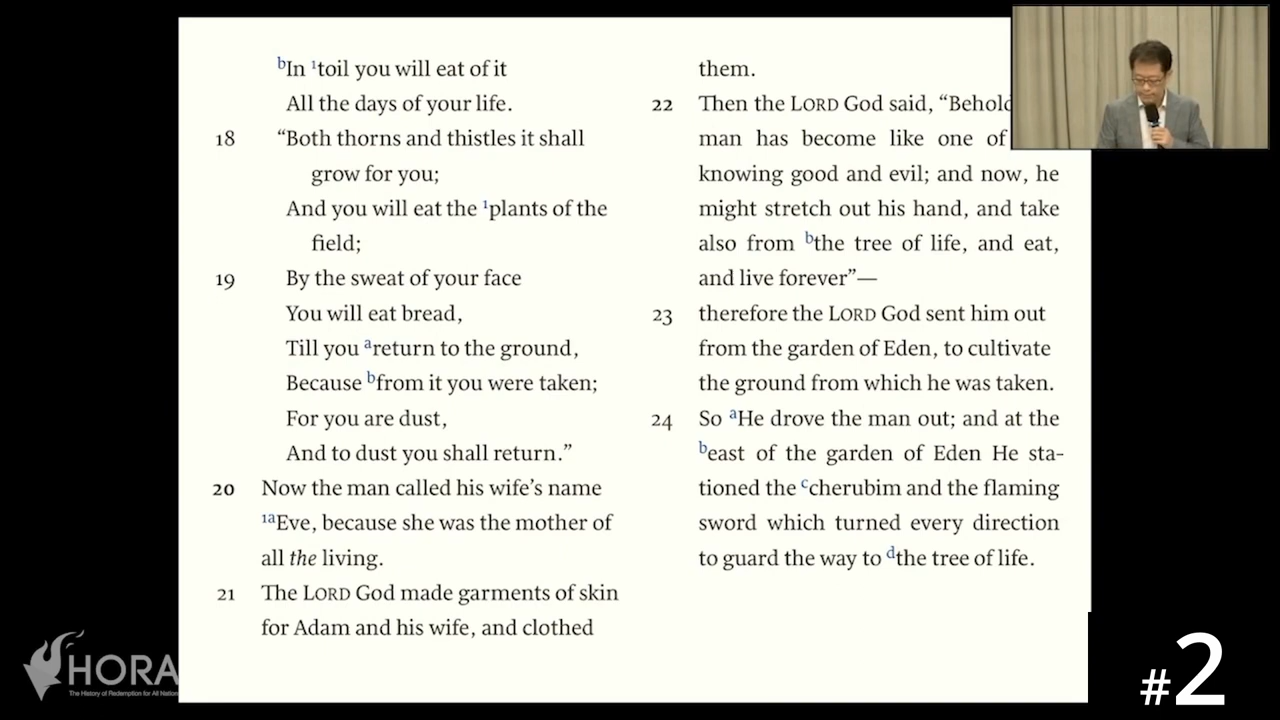 bIn 1toil you will eat of it
All the days of your life.
18 “Both thorns and thistles it shall
grow for you;
And you will eat the 1plants of the
field;
19 By the sweat of your face
You will eat bread,
Till you areturn to the ground,
Because bfrom it you were taken;
For you are dust,
And to dust you shall return.”
20 Now the man called his wife’s name
1aEve, because she was the mother of
all the living.
21 The LORD God made garments of skin
for Adam and his wife, and clothed
them.
22 Then the LORD God said, “Behold
man has become like one of
knowing good and evil; and now, he
might stretch out his hand, and take
also from bthe tree of life, and eat,
and live forever”—
23 therefore the LORD God sent him out
from the garden of Eden, to cultivate
the ground from which he was taken.
24 So aHe drove the man out; and at the
beast of the garden of Eden He sta-
tioned the ccherubim and the flaming
sword which turned every direction
to guard the way to dthe tree of life.
HORA
The History of Redemption for All Nation
#2